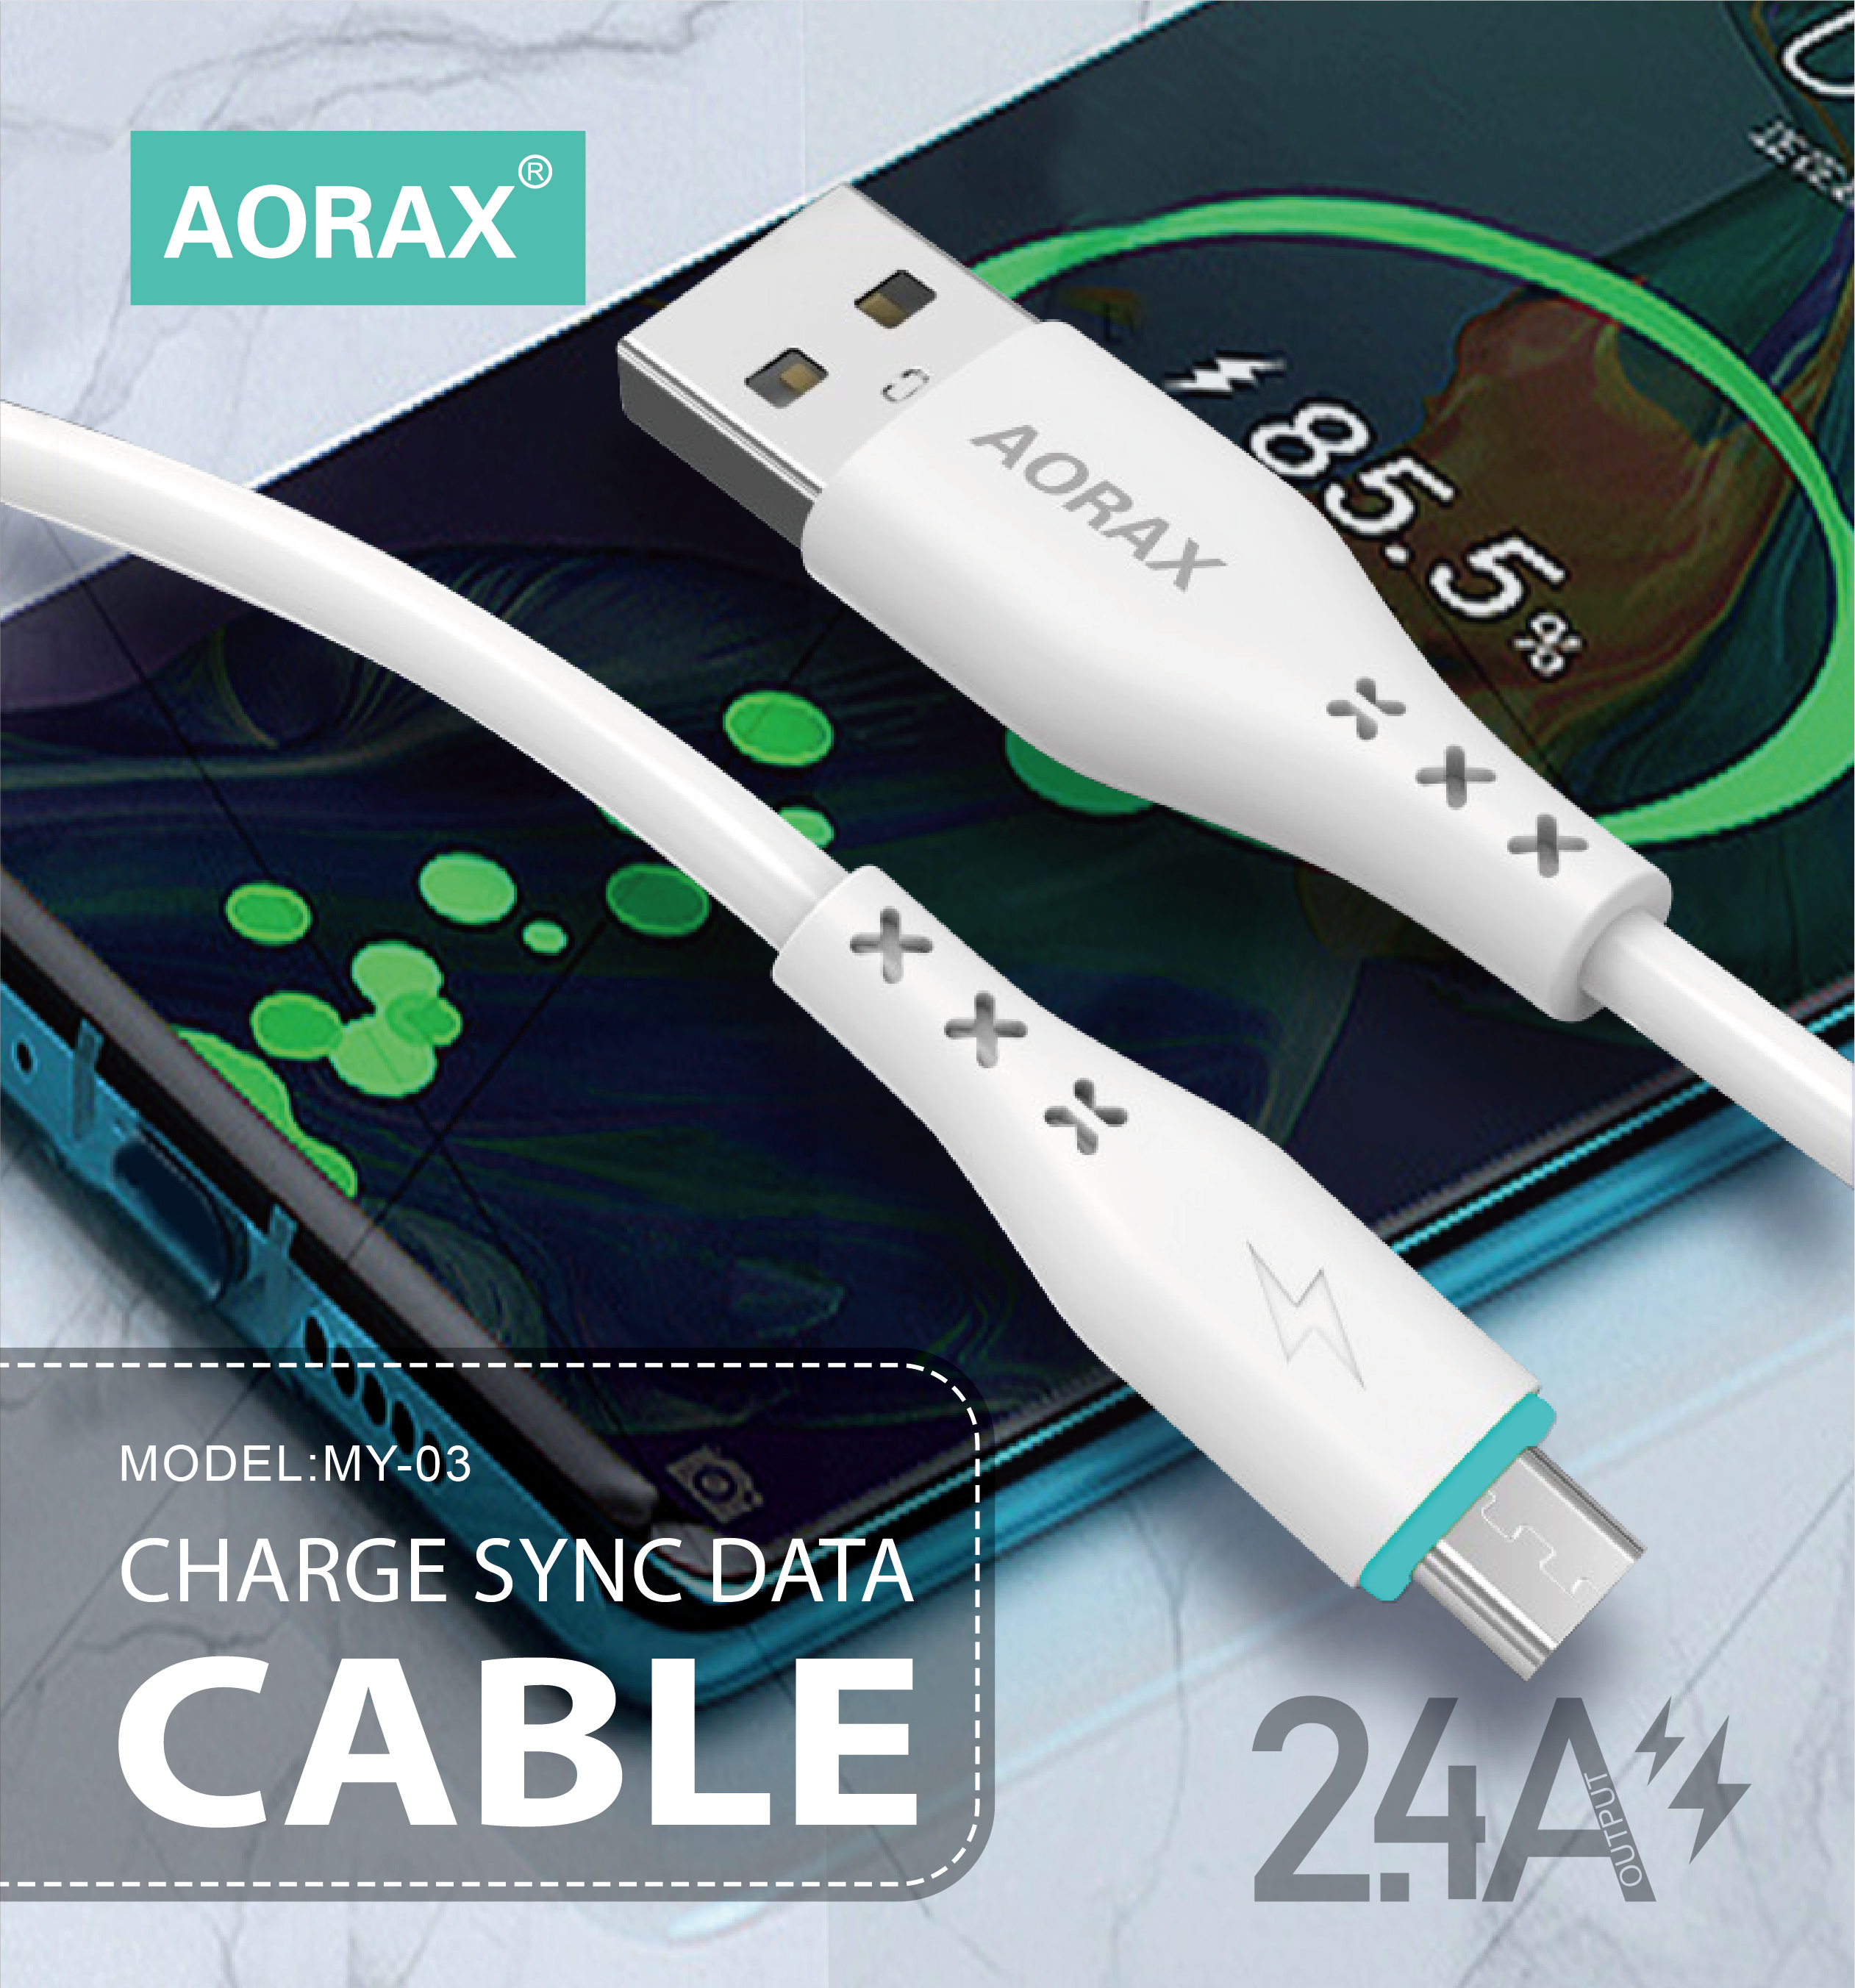 AORAX®
AORAX
85.5%
MODEL:MY-03
CHARGE SYNC DATA
CABLE
2.4A
OUTPUT